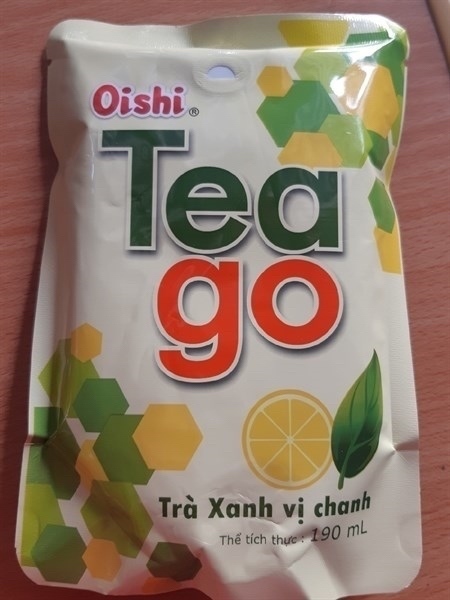 Oishi®
Tea
go
Trà Xanh vị chanh
Thể tích thực : 190 mL